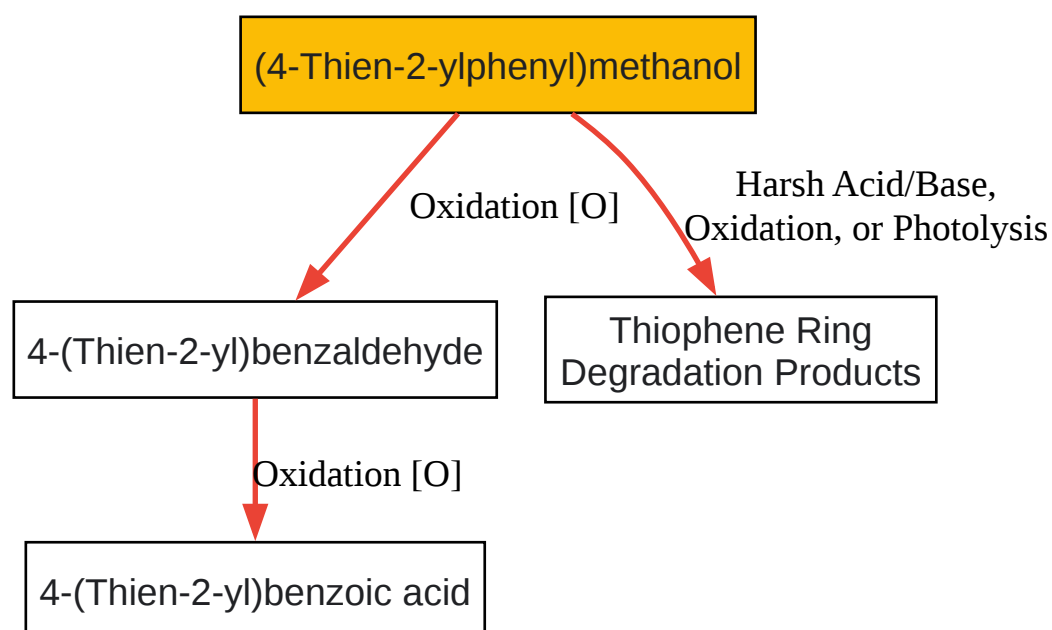 (4-Thien-2-ylphenyl)methanol
Oxidation [O]
Harsh Acid/Base,
Oxidation, or Photolysis
4-(Thien-2-yl)benzaldehyde
Thiophene Ring
Degradation Products
Oxidation [O]
4-(Thien-2-yl)benzoic acid